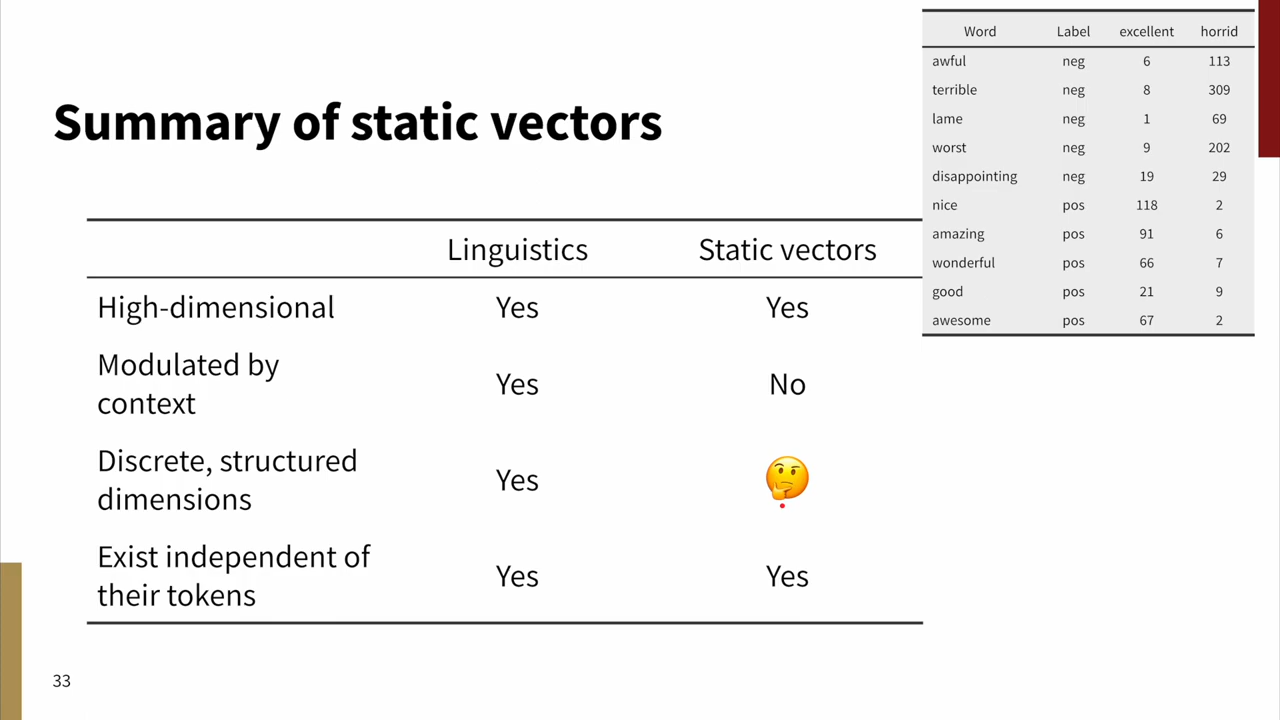 Summary of static vectors
Word Label excellent horrid
awful neg 6 113
terrible neg 8 309
lame neg 1 69
worst neg 9 202
disappointing neg 19 29
nice pos 118 2
amazing pos 91 6
wonderful pos 66 7
good pos 21 9
awesome pos 67 2
Linguistics Static vectors
High-dimensional Yes Yes
Modulated by
context Yes No
Discrete, structured
dimensions Yes 🤔
Exist independent of
their tokens Yes Yes
33